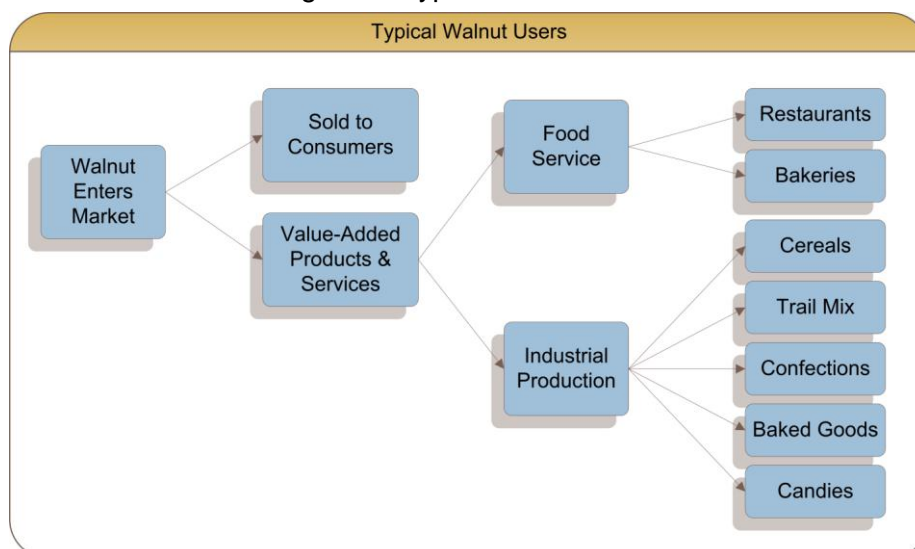 Typical Walnut Users
Walnut
Enters
Market
Sold to
Consumers
Value-Added
Products &
Services
Food
Service
Industrial
Production
Restaurants
Bakeries
Cereals
Trail Mix
Confections
Baked Goods
Candies